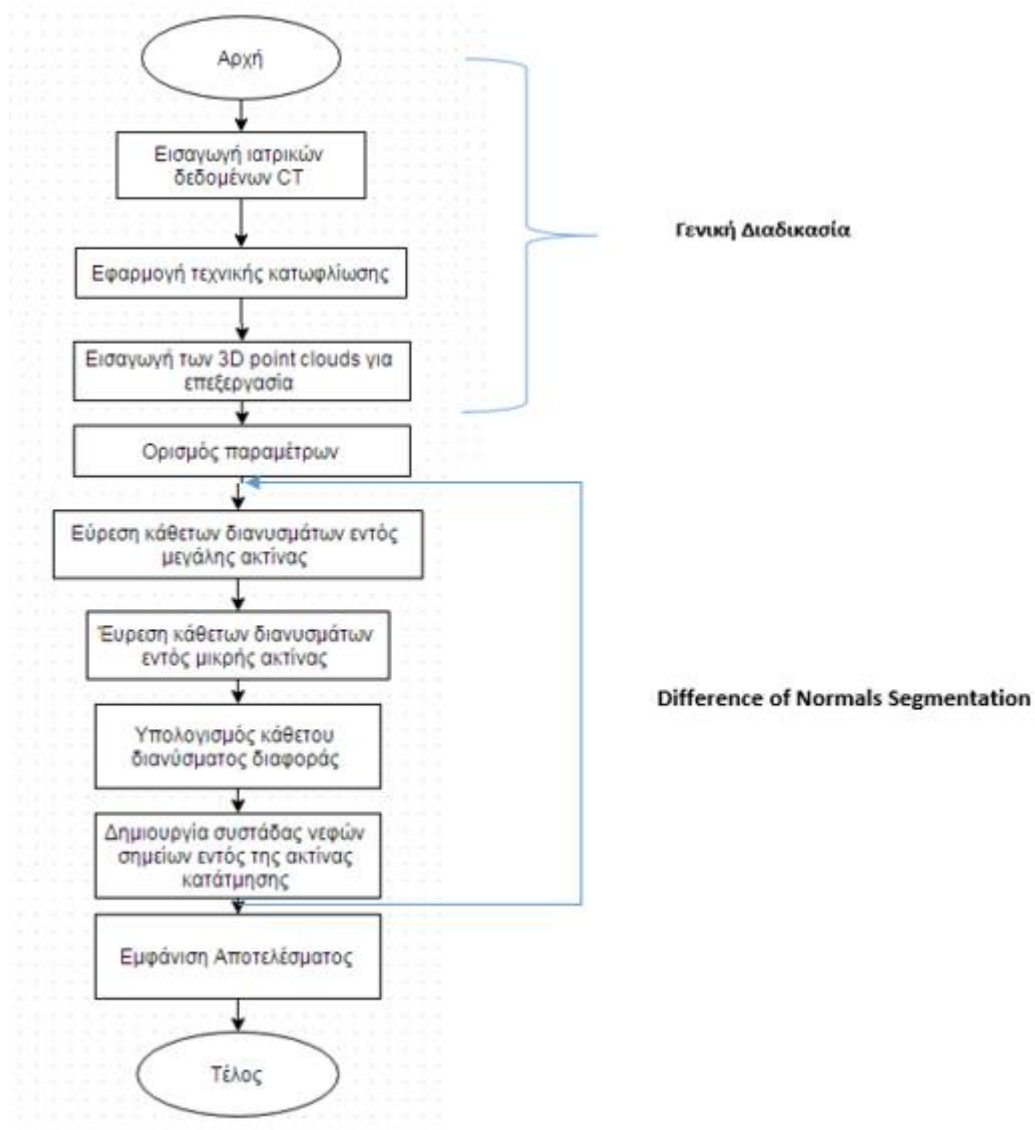 Αρχή
Εισαγωγή ιατρικών
δεδομένων CT
Γενική Διαδικασία
Εφαρμογή τεχνικής κατωφλίωσης
Εισαγωγή των 3D point clouds για
επεξεργασία
Ορισμός παραμέτρων
Εύρεση κάθετων διανυσμάτων εντός
μεγάλης ακτίνας
Έυρεση κάθετων διανυσμάτων
εντός μικρής ακτίνας
Difference of Normals Segmentation
Υπολογισμός κάθετου
διανύσματος διαφοράς
Δημιουργία συστάδας νεφών
σημείων εντός της ακτίνας
κατάτμησης
Εμφάνιση Αποτελέσματος
Τέλος